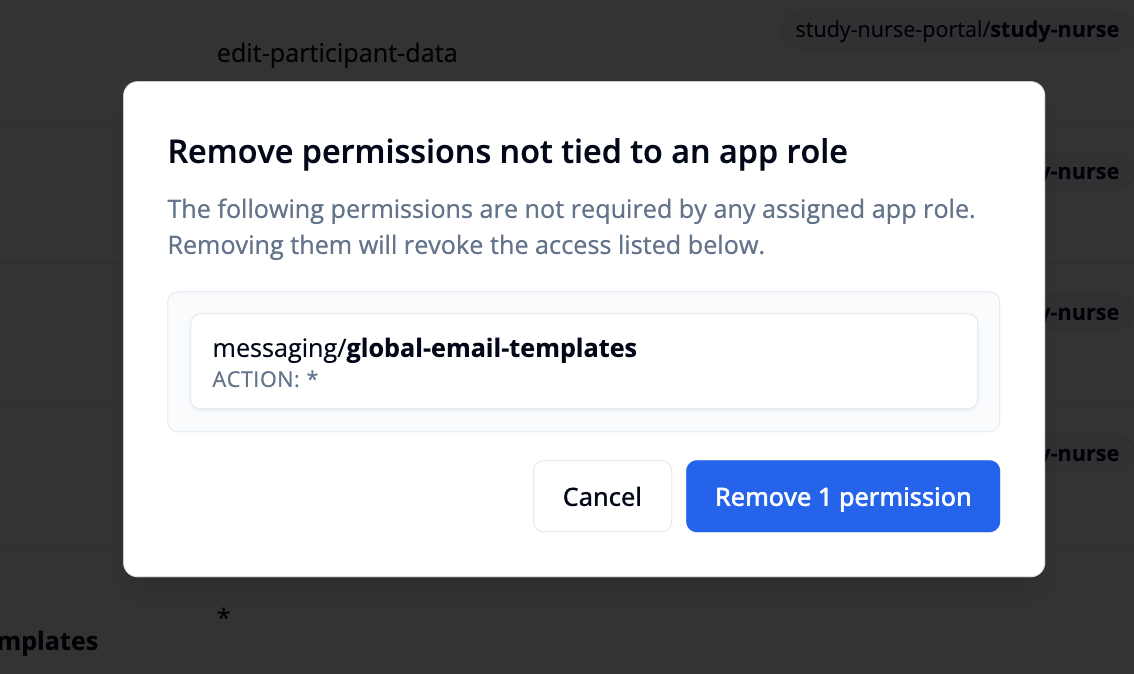 study-nurse-portal/study-nurse
edit-participant-data
Remove permissions not tied to an app role
The following permissions are not required by any assigned app role.
Removing them will revoke the access listed below.
y-nurse
y-nurse
messaging/global-email-templates
ACTION: *
y-nurse
Cancel
Remove 1 permission
*
mplates